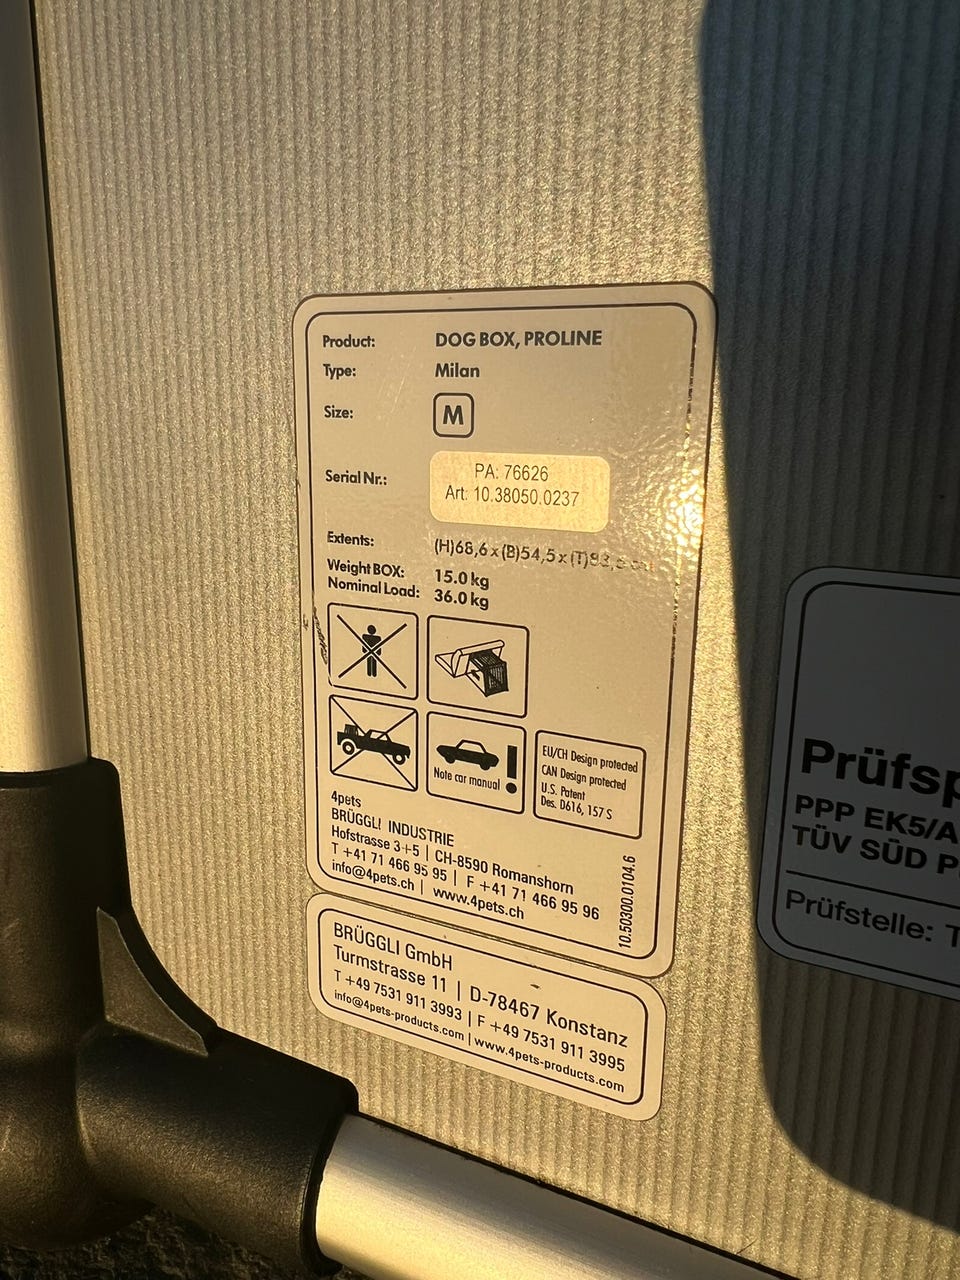 Product: DOG BOX, PROLINE
Type: Milan
Size: M
Serial Nr.: PA: 76626
Art: 10.38050.0237
Extents: (H)68,6 x (B)54,5 x (T)83,
Weight BOX: 15.0 kg
Nominal Load: 36.0 kg
Note car manual
EU/CH Design protected
CAN Design protected
U.S. Patent
Des. D616, 157 S
4pets
BRÜGGLI INDUSTRIE
Hofstrasse 3+5 | CH-8590 Romanshorn
T +41 71 466 95 95 | F +41 71 466 95 96
info@4pets.ch | www.4pets.ch
10.50300.0104.6
BRÜGGLI GmbH
Turmstrasse 11 | D-78467 Konstanz
T +49 7531 911 3993 | F +49 7531 911 3995
info@4pets-products.com | www.4pets-products.com
Prüfsp
PPP EK5/A
TÜV SÜD P
Prüfstelle: T